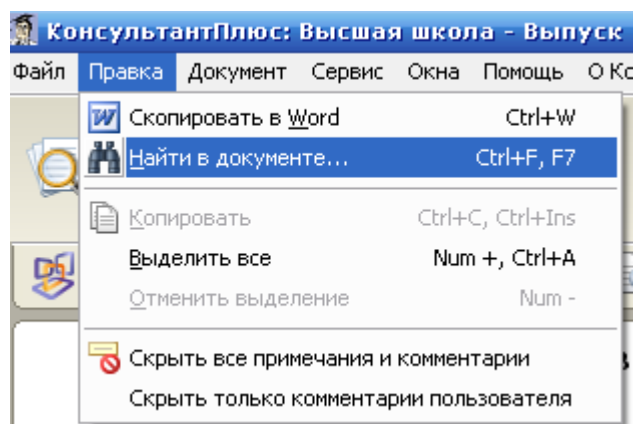 КонсультантПлюс: Высшая школа - Выпуск
Файл Правка Документ Сервис Окна Помощь О Ко
Скопировать в Word Ctrl+W
Найти в документе... Ctrl+F, F7
Копировать Ctrl+C, Ctrl+Ins
Выделить все Num +, Ctrl+A
Отменить выделение Num -
Скрыть все примечания и комментарии
Скрыть только комментарии пользователя